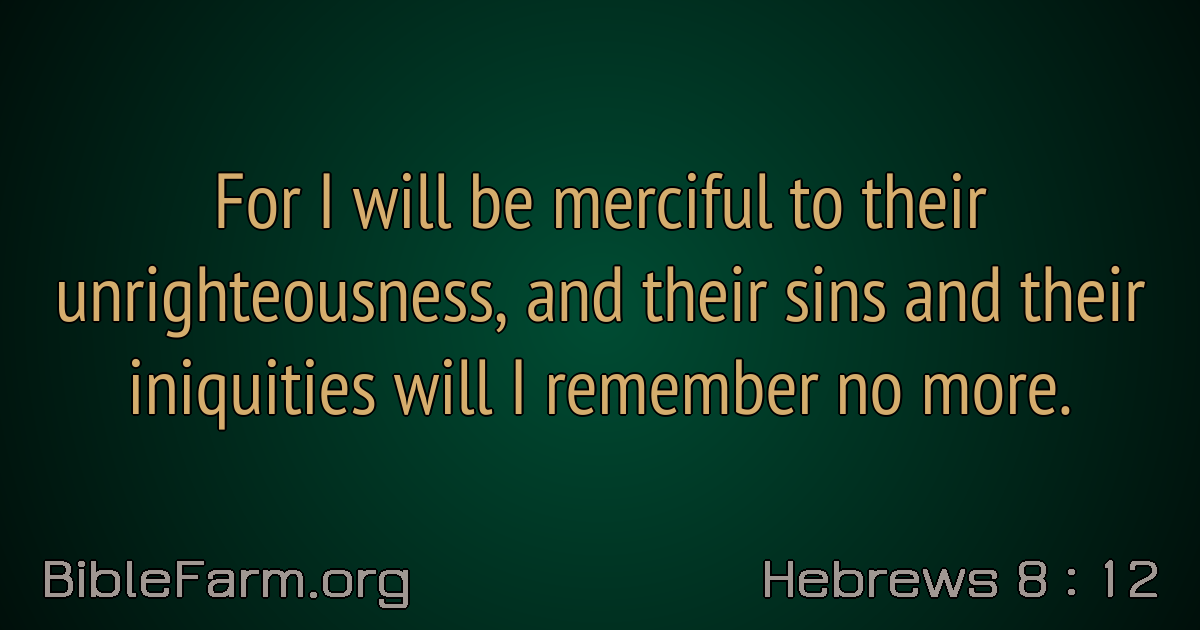 For I will be merciful to their
unrighteousness, and their sins and their
iniquities will I remember no more.
BibleFarm.org
Hebrews 8 : 12